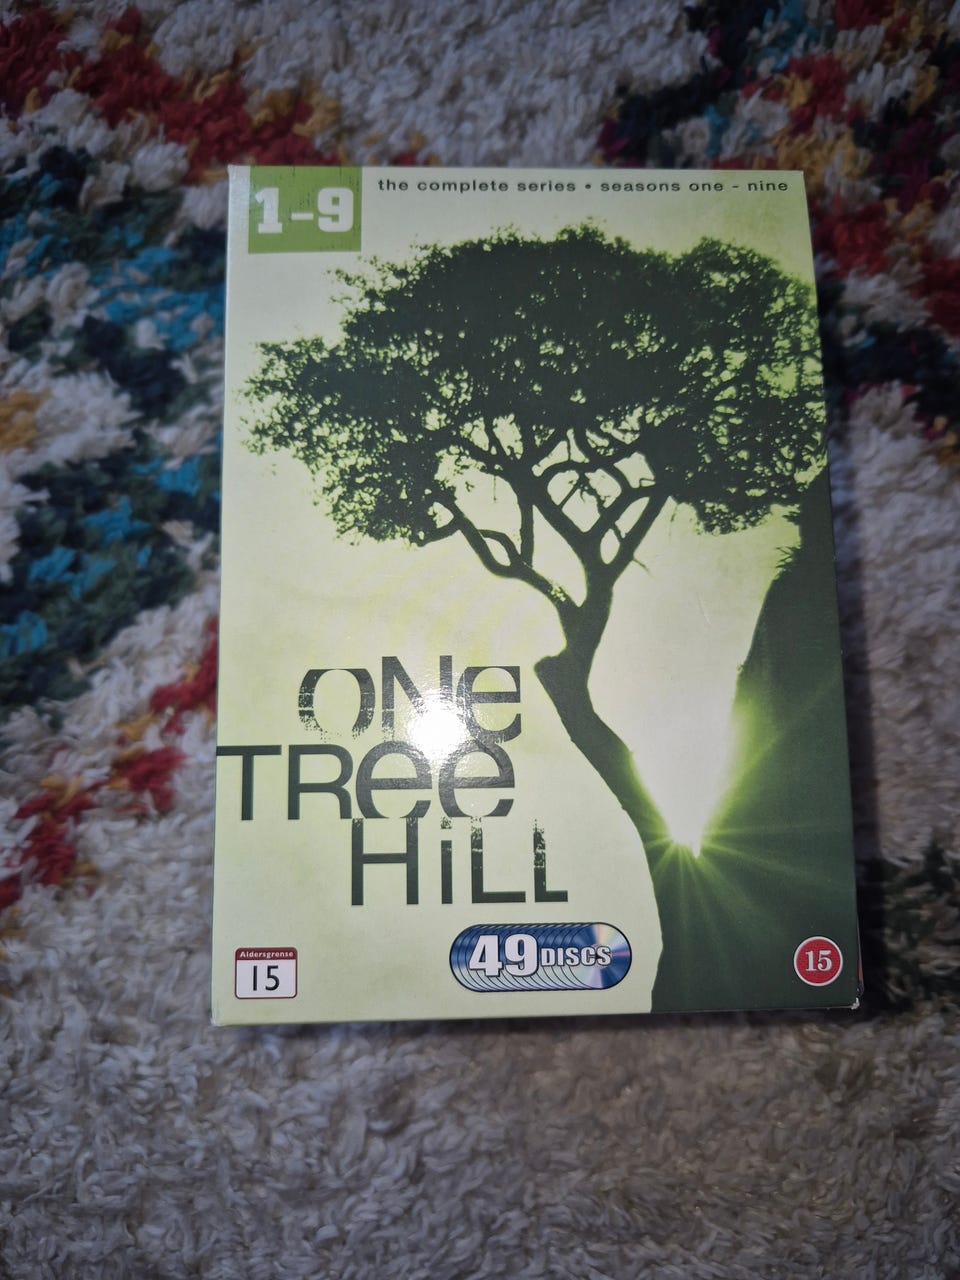 1-9
the complete series • seasons one - nine
ONe
TRee
HiLL
49 DISCS
Aldersgrense
15
15